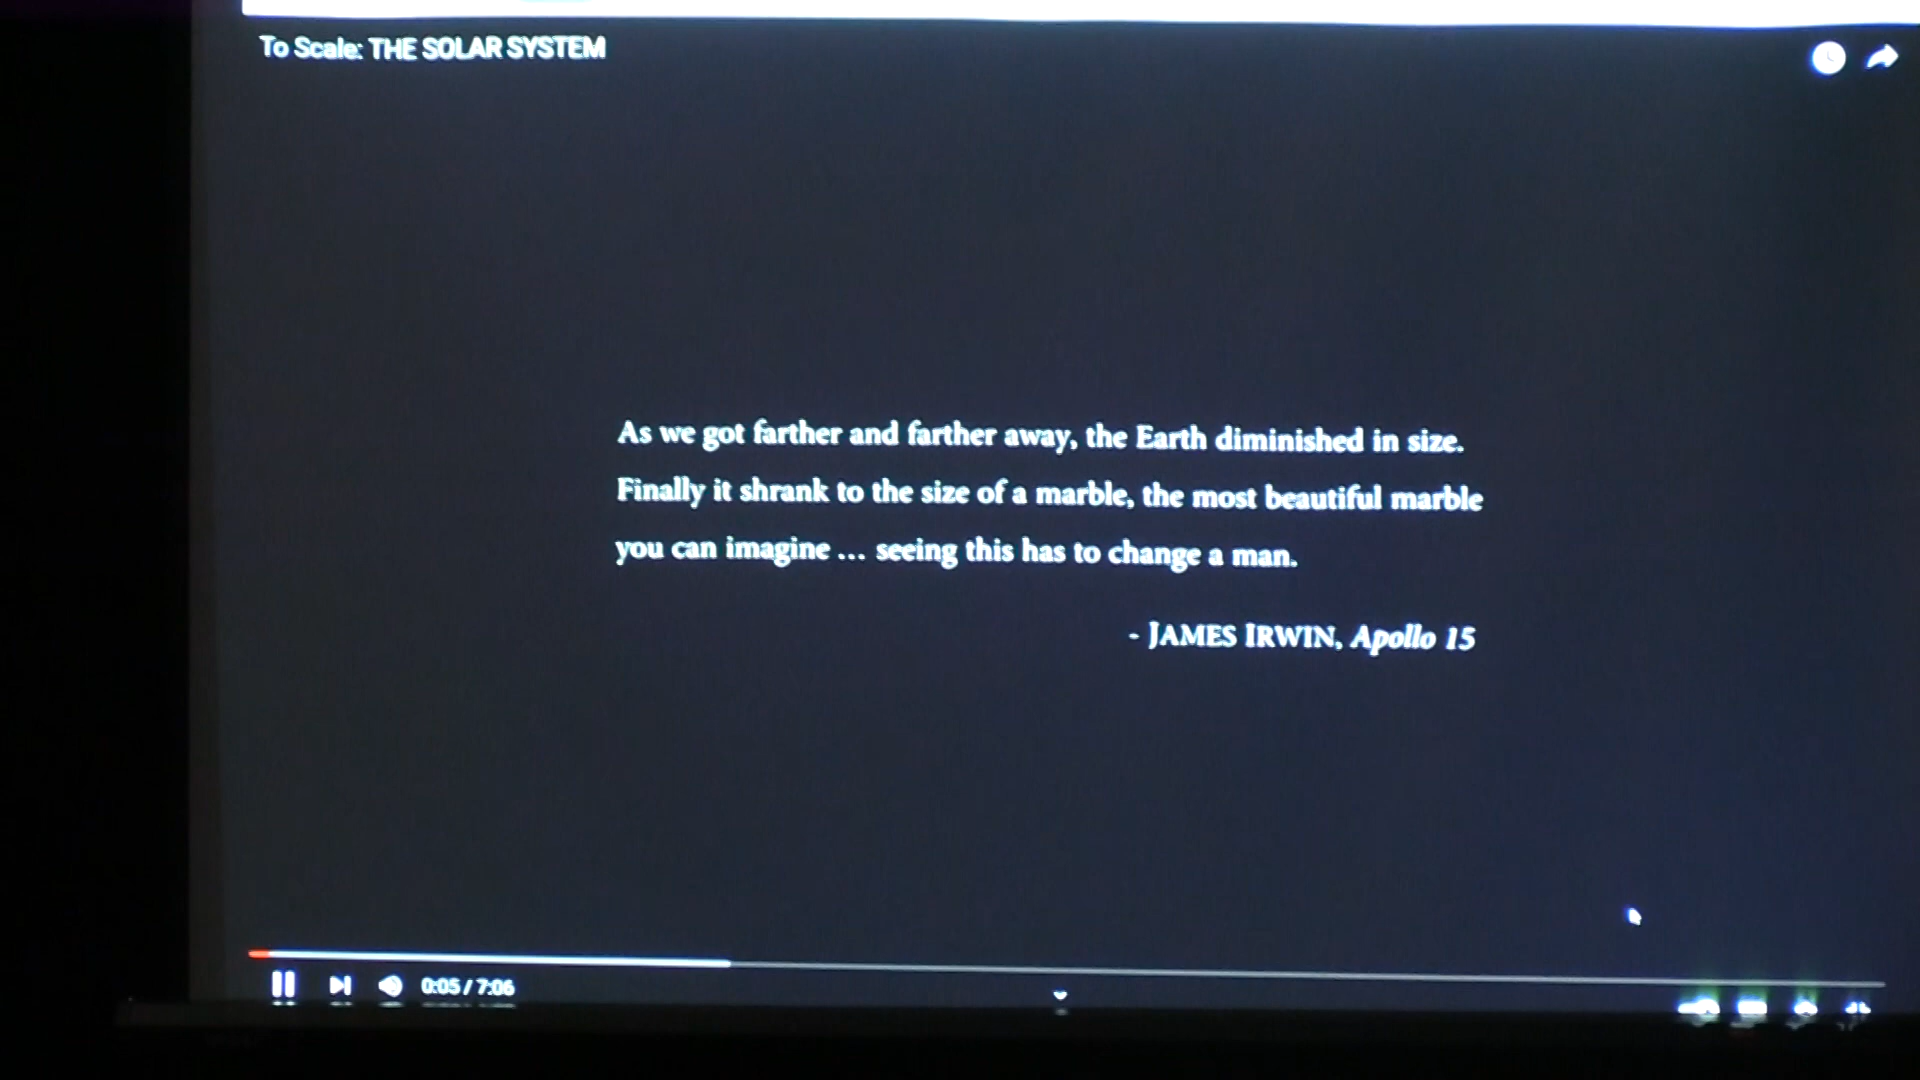 To Scale: THE SOLAR SYSTEM
As we got farther and farther away, the Earth diminished in size.
Finally it shrank to the size of a marble, the most beautiful marble
you can imagine ... seeing this has to change a man.
- JAMES IRWIN, Apollo 15
0:05 / 7:06